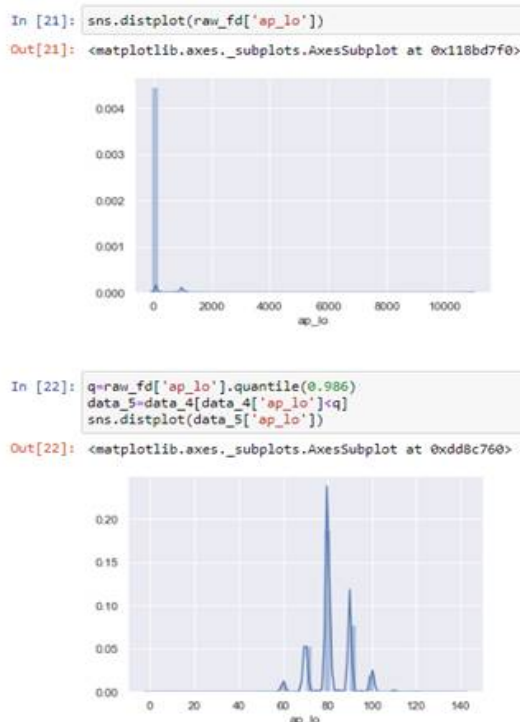 In [21]: sns.distplot(raw_fd['ap_lo'])
Out[21]: <matplotlib.axes._subplots.AxesSubplot at 0x118bd7f0>
0.004
0.003
0.002
0.001
0.000
0 2000 4000 6000 8000 10000
ap_lo
In [22]: q=raw_fd['ap_lo'].quantile(0.986)
data_5=data_4[data_4['ap_lo']<q]
sns.distplot(data_5['ap_lo'])
Out[22]: <matplotlib.axes._subplots.AxesSubplot at 0xdd8c760>
0.20
0.15
0.10
0.05
0.00
0 20 40 60 80 100 120 140
ap_lo